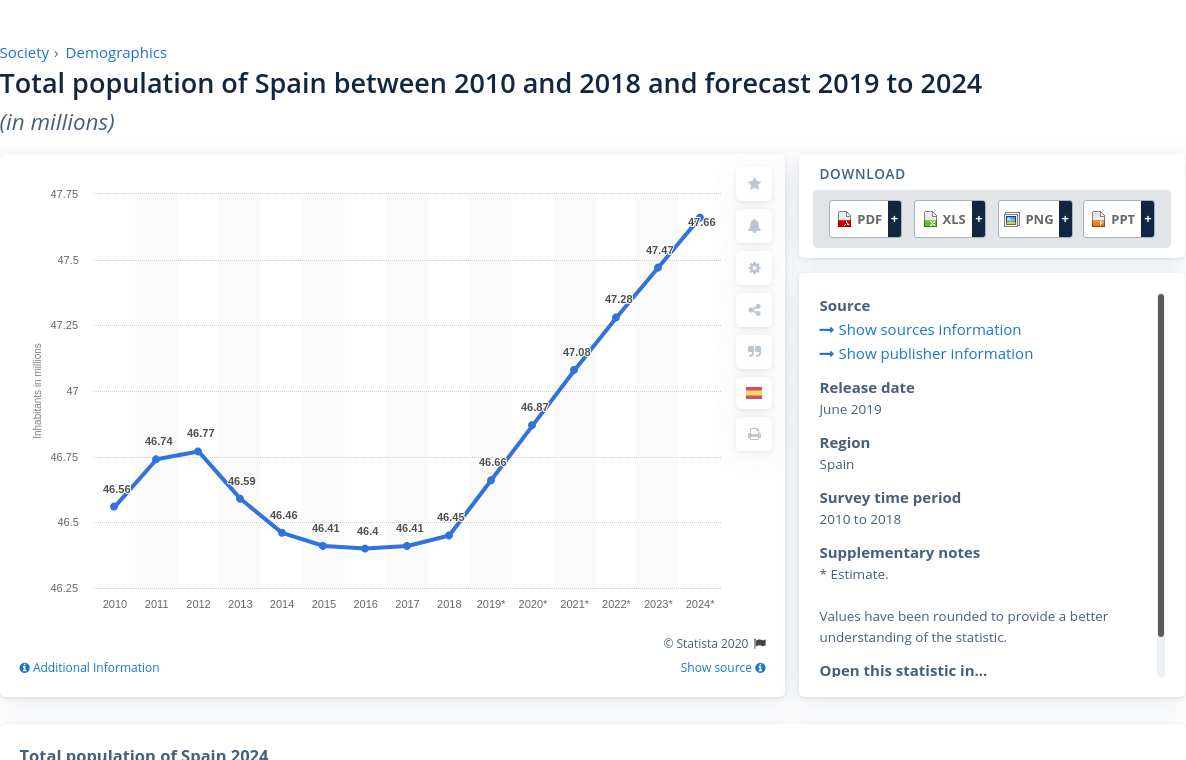 Society › Demographics
Total population of Spain between 2010 and 2018 and forecast 2019 to 2024
(in millions)
47.75
47.5
47.25
47
46.75
46.5
46.25
Inhabitants in millions
46.56
46.74
46.77
46.59
46.46
46.41
46.4
46.41
46.45
46.66
46.87
47.08
47.28
47.47
47.66
2010 2011 2012 2013 2014 2015 2016 2017 2018 2019* 2020* 2021* 2022* 2023* 2024*
© Statista 2020
Additional Information
Show source
DOWNLOAD
PDF + XLS + PNG + PPT +
Source
Show sources information
Show publisher information
Release date
June 2019
Region
Spain
Survey time period
2010 to 2018
Supplementary notes
* Estimate.
Values have been rounded to provide a better
understanding of the statistic.
Open this statistic in...
Total population of Spain 2024